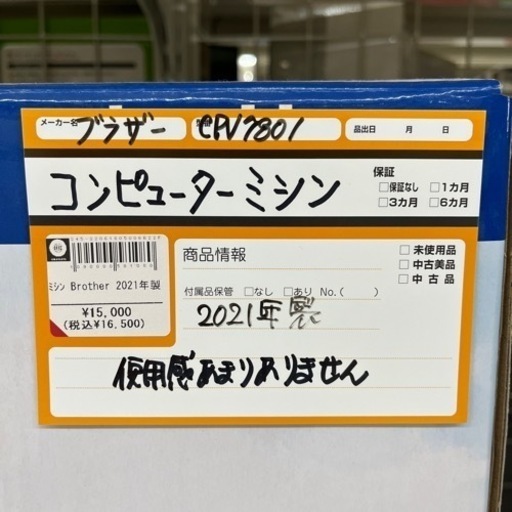 メーカー名 ブラザー CPV7801 品出日 月 日
コンピューターミシン
保証
□保証なし □1カ月
□3カ月 □6カ月
ミシン Brother 2021年製
¥15,000
(税込¥16,500)
商品情報
□未使用品
□中古美品
□中古品
付属品保管 □なし □あり No.( )
2021年製
使用感あまりありません